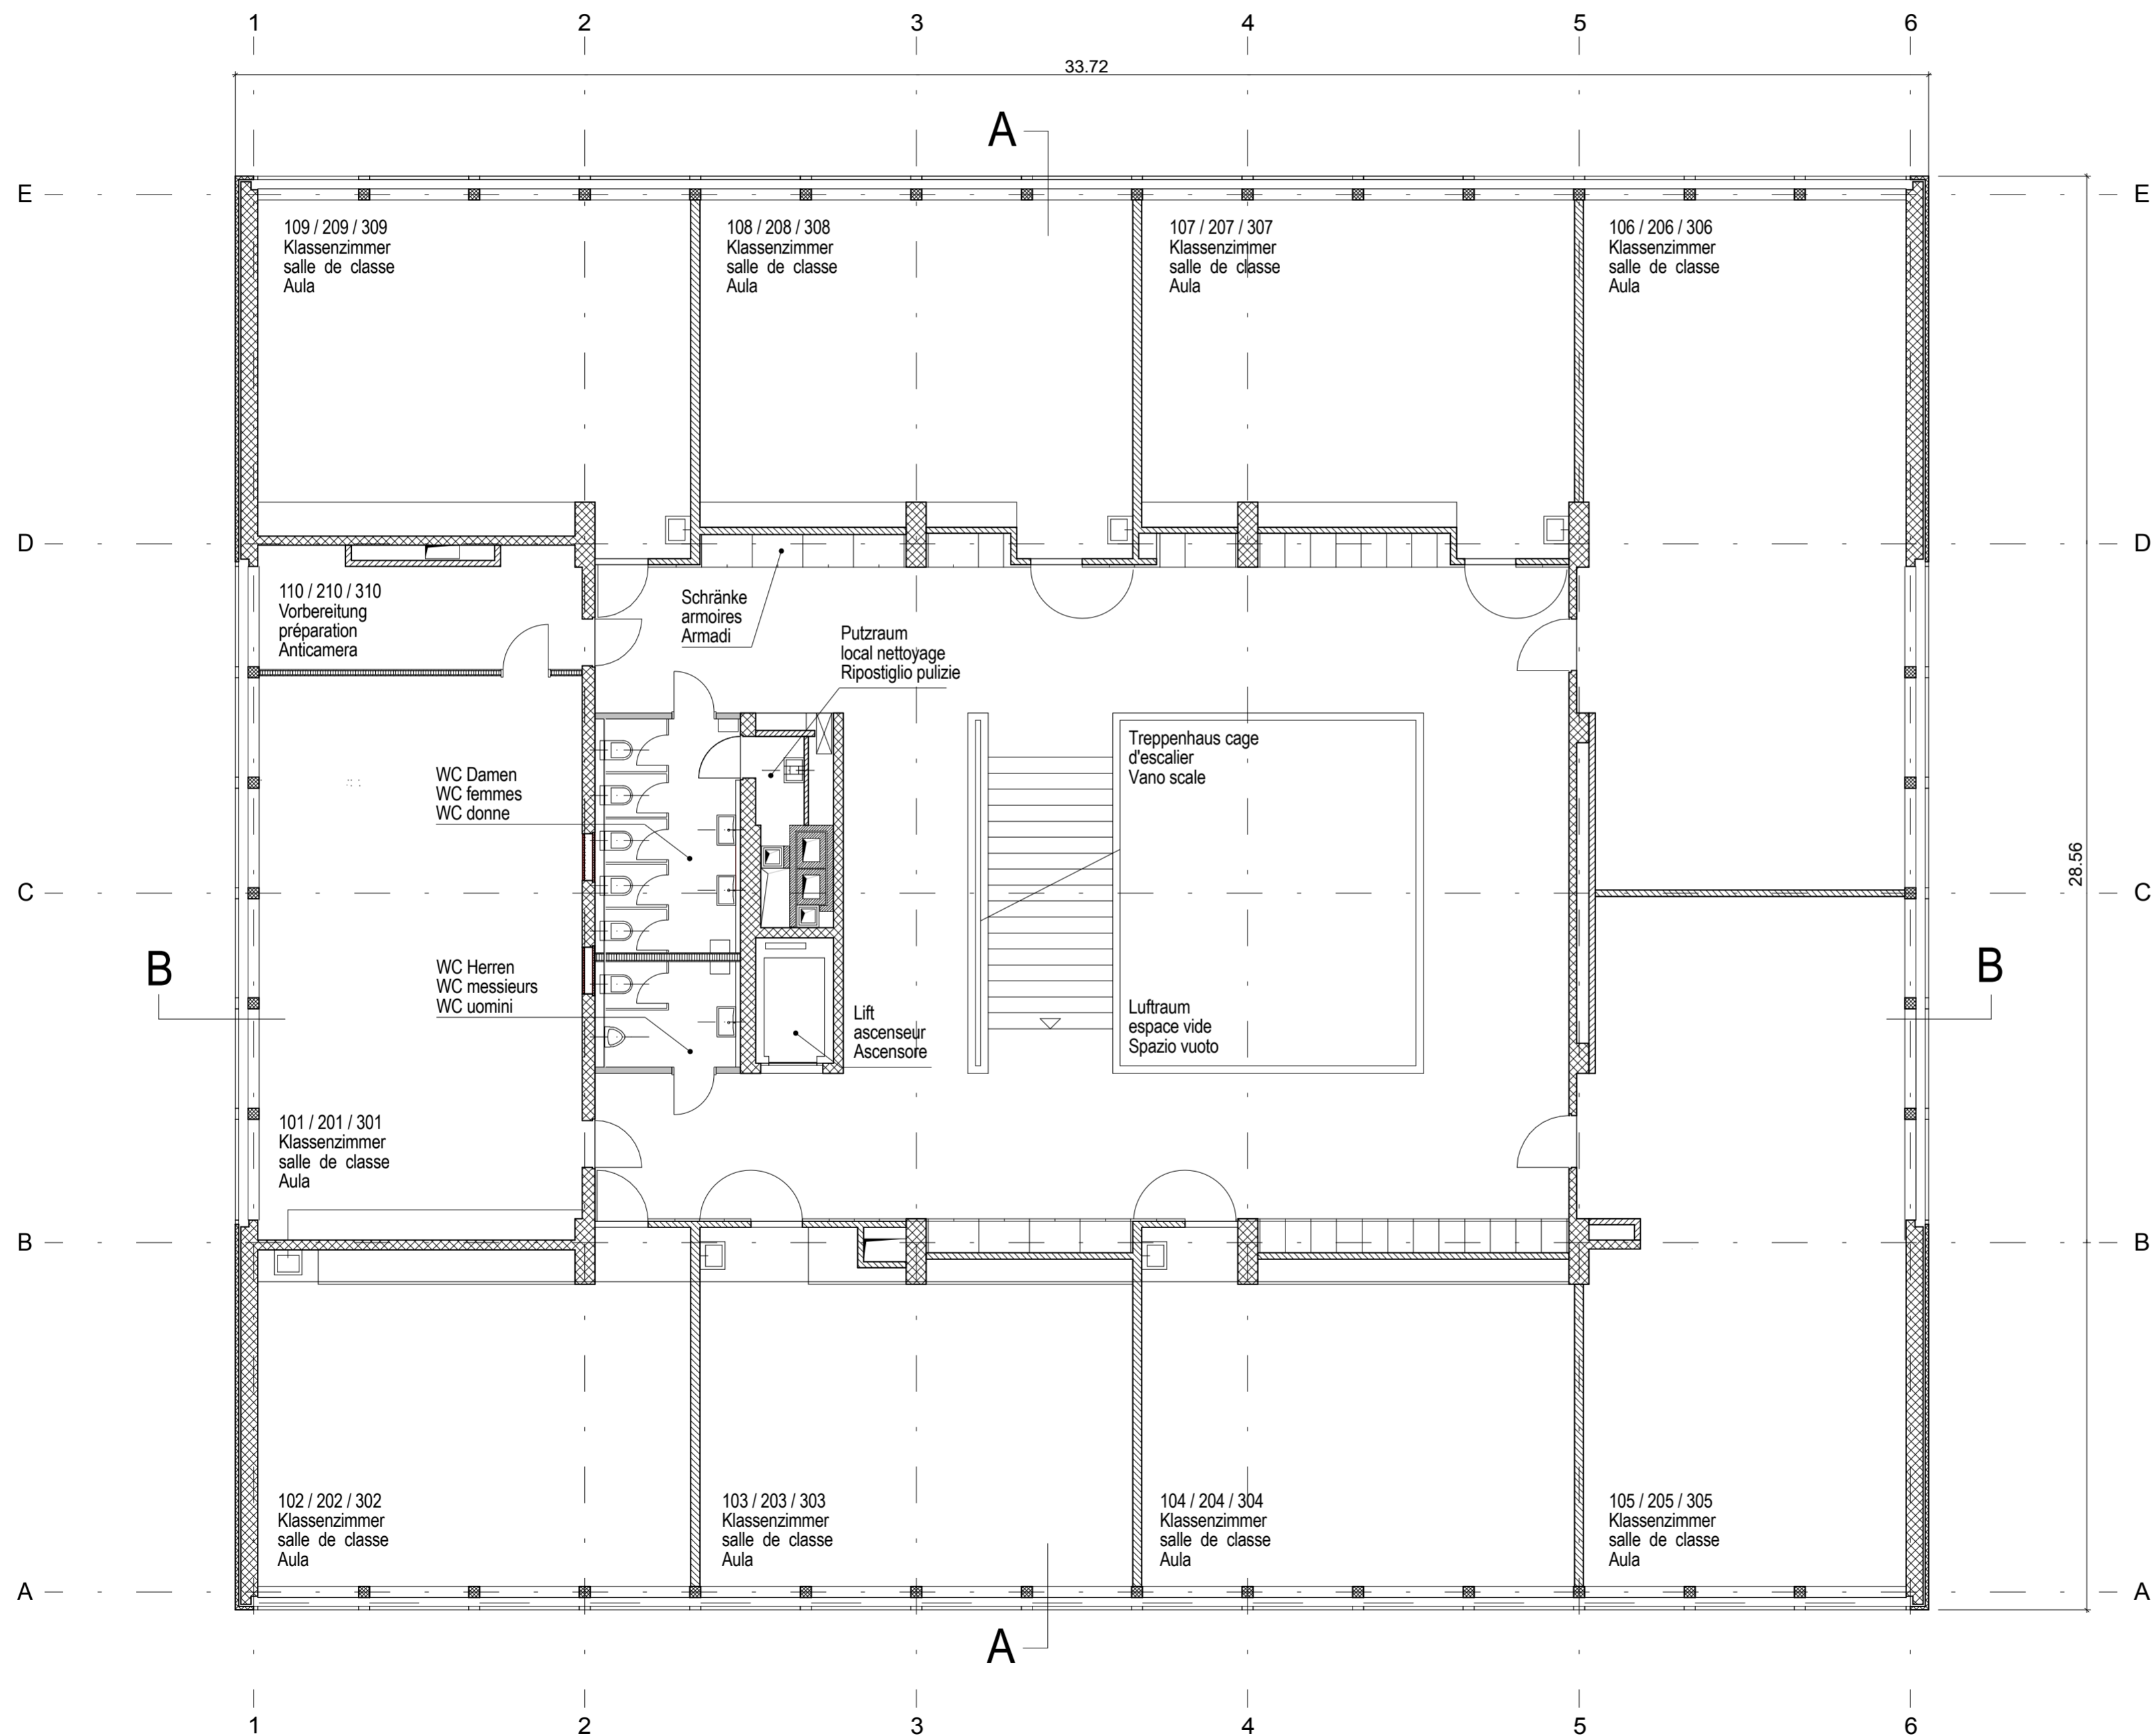 1 2 3 4 5 6
33.72
A
E E
109 / 209 / 309
Klassenzimmer
salle de classe
Aula
108 / 208 / 308
Klassenzimmer
salle de classe
Aula
107 / 207 / 307
Klassenzimmer
salle de classe
Aula
106 / 206 / 306
Klassenzimmer
salle de classe
Aula
D D
110 / 210 / 310
Vorbereitung
préparation
Anticamera
Schränke
armoires
Armadi
Putzraum
local nettoyage
Ripostiglio pulizie
Treppenhaus cage
d'escalier
Vano scale
WC Damen
WC femmes
WC donne
28.56
C C
B B
WC Herren
WC messieurs
WC uomini
Lift
ascenseur
Ascensore
Luftraum
espace vide
Spazio vuoto
101 / 201 / 301
Klassenzimmer
salle de classe
Aula
B B
102 / 202 / 302
Klassenzimmer
salle de classe
Aula
103 / 203 / 303
Klassenzimmer
salle de classe
Aula
104 / 204 / 304
Klassenzimmer
salle de classe
Aula
105 / 205 / 305
Klassenzimmer
salle de classe
Aula
A A
A
1 2 3 4 5 6